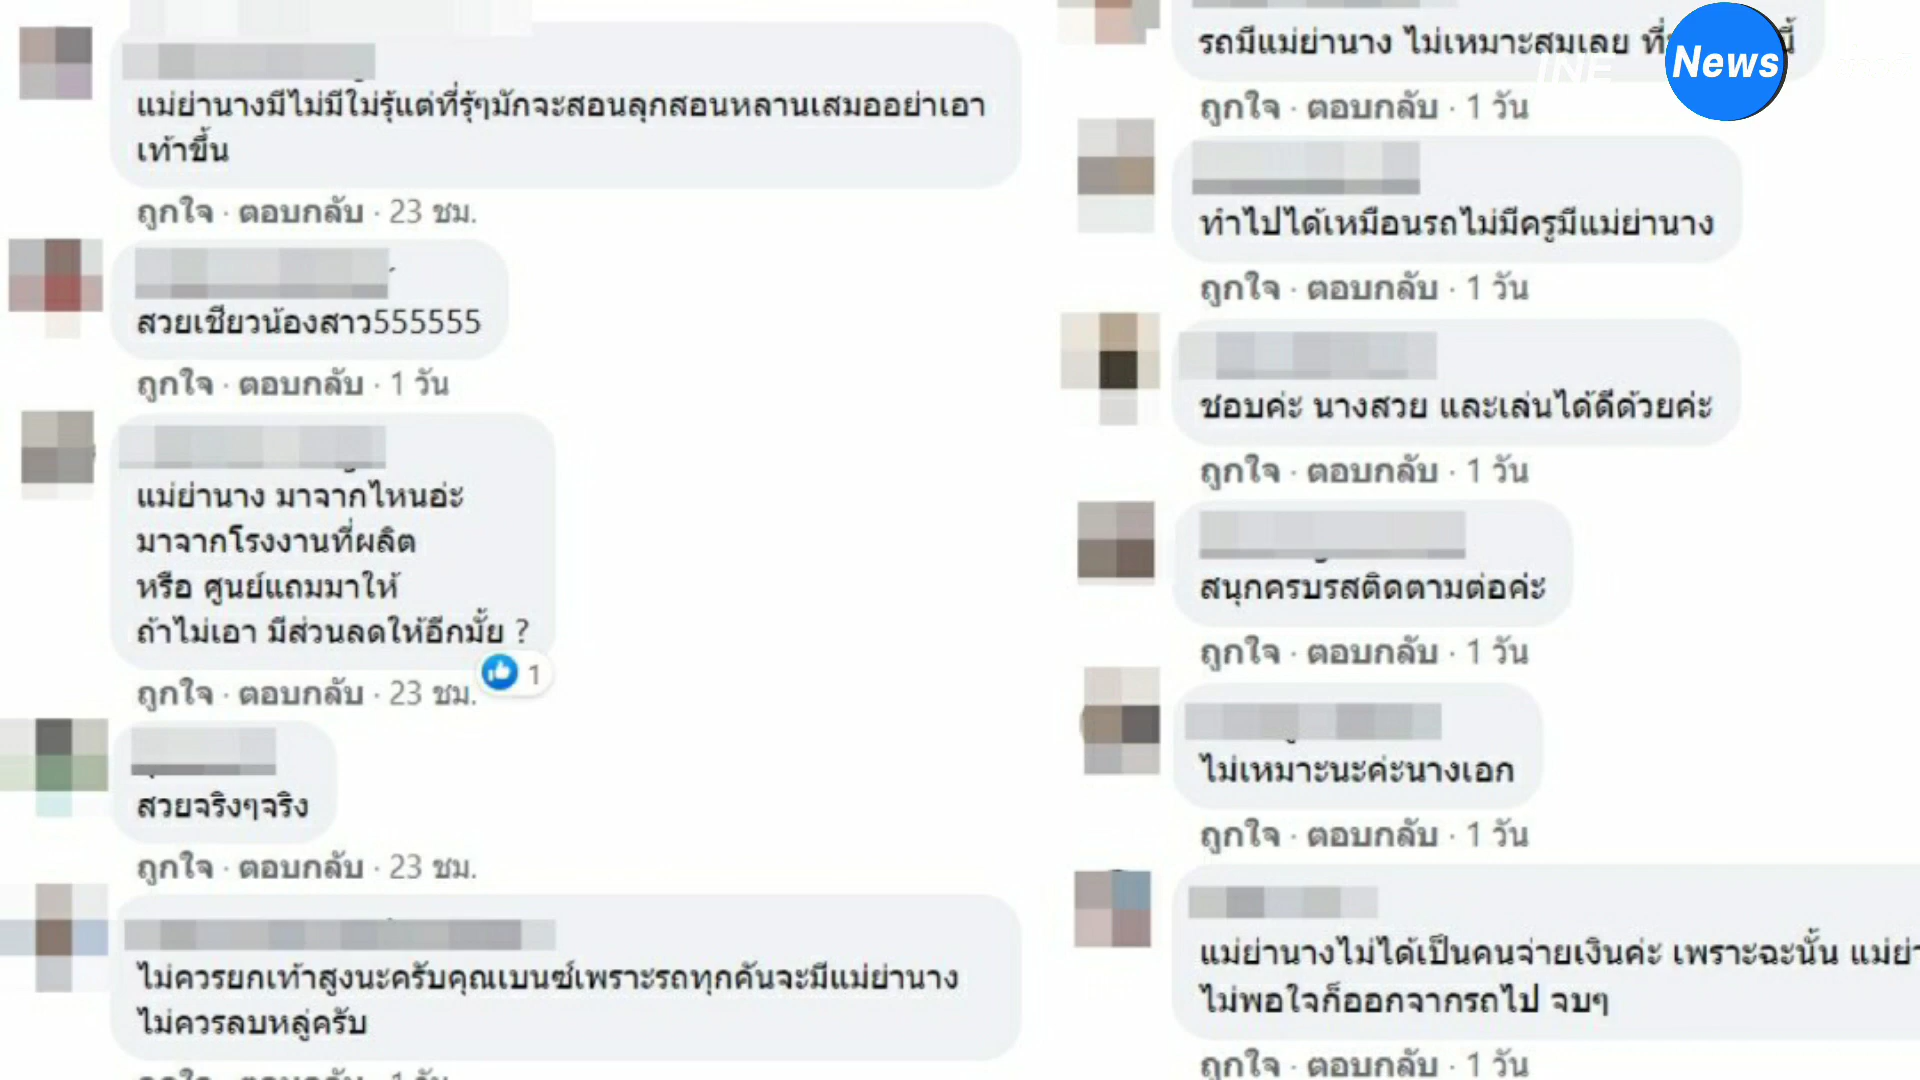 แม่ย่านางมีไม่มีใม่รุ้แต่ที่รุ้ๆมักจะสอนลุกสอนหลานเสมออย่าเอา
เท้าขึ้น
ถูกใจ · ตอบกลับ · 23 ชม.
สวยเชียวน้องสาว555555
ถูกใจ · ตอบกลับ · 1 วัน
แม่ย่านาง มาจากไหนอ่ะ
มาจากโรงงานที่ผลิต
หรือ ศูนย์แถมมาให้
ถ้าไม่เอา มีส่วนลดให้อีกมั้ย ?
1
ถูกใจ · ตอบกลับ · 23 ชม.
สวยจริงๆจริง
ถูกใจ · ตอบกลับ · 23 ชม.
ไม่ควรยกเท้าสูงนะครับคุณเบนซ์เพราะรถทุกคันจะมีแม่ย่านาง
ไม่ควรลบหลู่ครับ
รถมีแม่ย่านาง ไม่เหมาะสมเลย
INE News
ถูกใจ · ตอบกลับ · 1 วัน
ทำไปได้เหมือนรถไม่มีครูมีแม่ย่านาง
ถูกใจ · ตอบกลับ · 1 วัน
ชอบค่ะ นางสวย และเล่นได้ดีด้วยค่ะ
ถูกใจ · ตอบกลับ · 1 วัน
สนุกครบรสติดตามต่อค่ะ
ถูกใจ · ตอบกลับ · 1 วัน
ไม่เหมาะนะค่ะนางเอก
ถูกใจ · ตอบกลับ · 1 วัน
แม่ย่านางไม่ได้เป็นคนจ่ายเงินค่ะ เพราะฉะนั้น แม่ย่า
ไม่พอใจก็ออกจากรถไป จบๆ
ถูกใจ · ตอบกลับ · 1 วัน